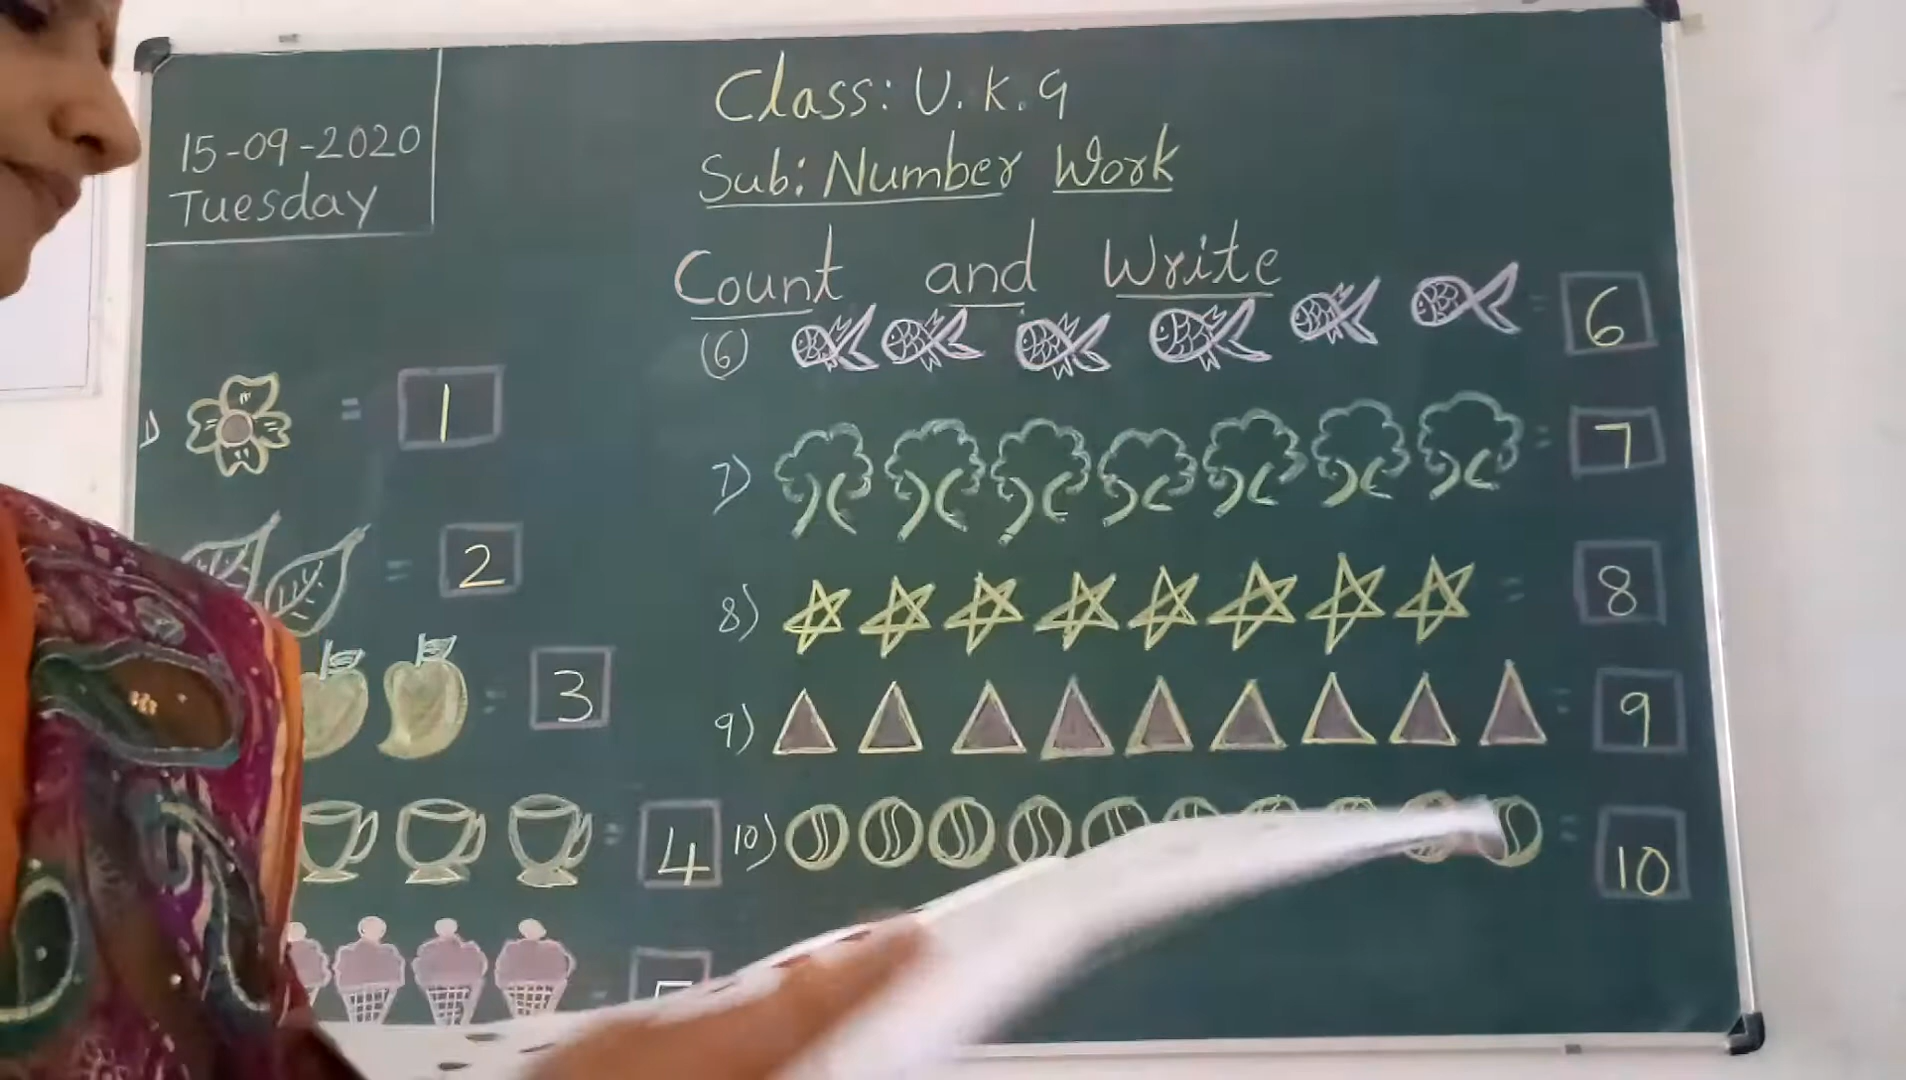 15-09-2020
Tuesday
Class: U.K.G
Sub: Number Work
Count and Write
1) = 1
= 2
= 3
= 4
(6) = 6
7) = 7
8) = 8
9) = 9
10) = 10